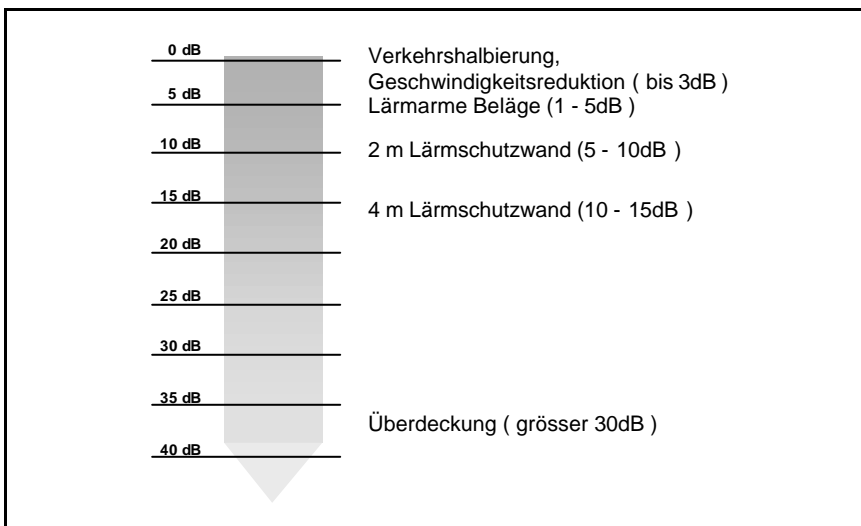 0 dB
Verkehrshalbierung,
Geschwindigkeitsreduktion ( bis 3dB )
5 dB
Lärmarme Beläge (1 - 5dB )
10 dB
2 m Lärmschutzwand (5 - 10dB )
15 dB
4 m Lärmschutzwand (10 - 15dB )
20 dB
25 dB
30 dB
35 dB
Überdeckung ( grösser 30dB )
40 dB